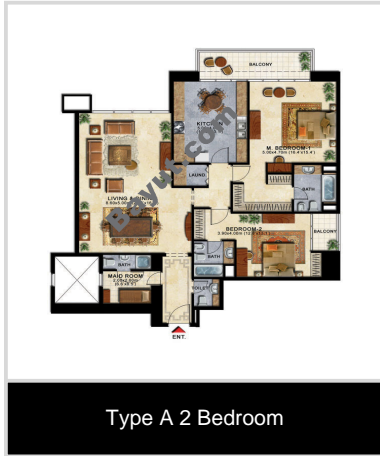 BALCONY
KITCHEN
M. BEDROOM-1
LAUND.
BATH
LIVING & DINING
BEDROOM-2
BALCONY
BATH
BATH
MAID ROOM
TOILET
ENT.
Bayut.com
Type A 2 Bedroom